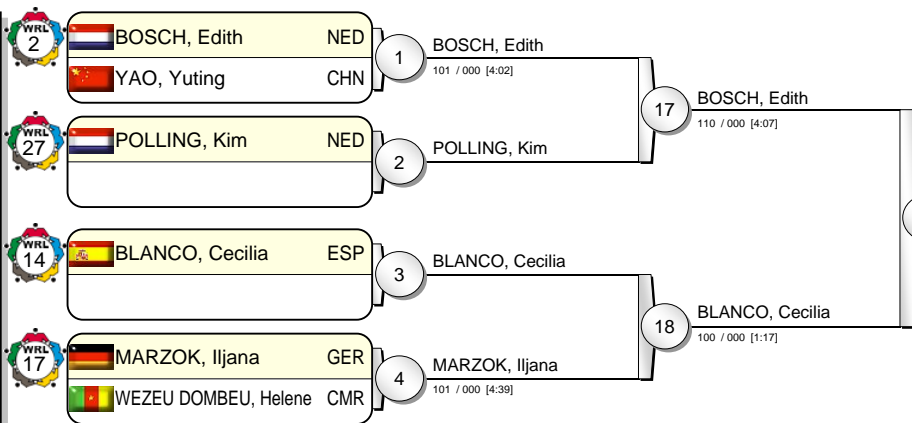 WRL
2
BOSCH, Edith NED
YAO, Yuting CHN
1
BOSCH, Edith
101 / 000 [4:02]
17
BOSCH, Edith
110 / 000 [4:07]
WRL
27
POLLING, Kim NED
2
POLLING, Kim
WRL
14
BLANCO, Cecilia ESP
3
BLANCO, Cecilia
18
BLANCO, Cecilia
100 / 000 [1:17]
WRL
17
MARZOK, Iljana GER
WEZEU DOMBEU, Helene CMR
4
MARZOK, Iljana
101 / 000 [4:39]